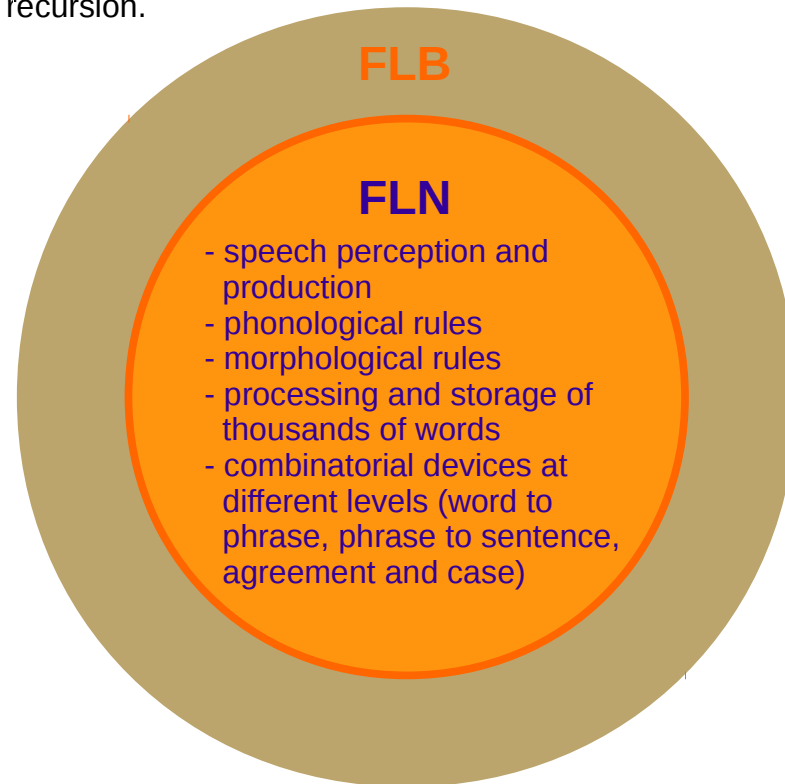 recursion.
FLB
FLN
- speech perception and
production
- phonological rules
- morphological rules
- processing and storage of
thousands of words
- combinatorial devices at
different levels (word to
phrase, phrase to sentence,
agreement and case)